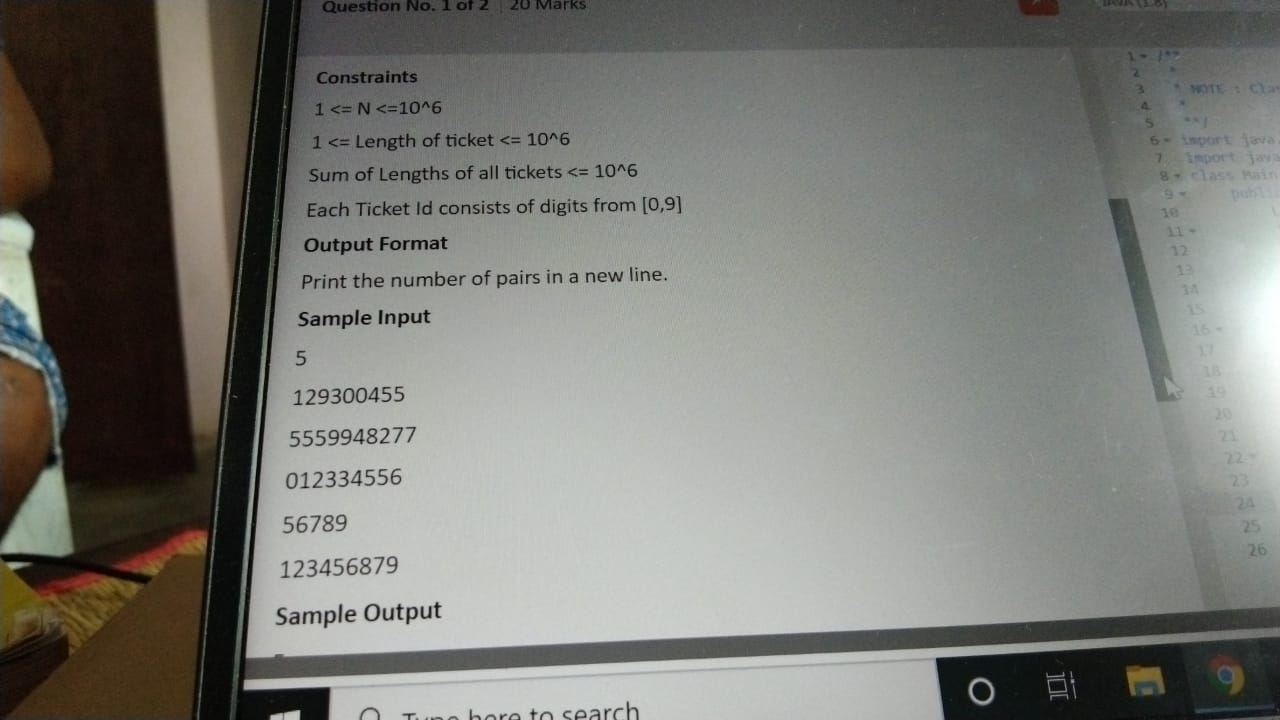 Question No. 1 of 2 20 Marks
JAVA (1.8)
Constraints
1 <= N <=10^6
1 <= Length of ticket <= 10^6
Sum of Lengths of all tickets <= 10^6
Each Ticket Id consists of digits from [0,9]
Output Format
Print the number of pairs in a new line.
Sample Input
5
129300455
5559948277
012334556
56789
123456879
Sample Output
1 /**
2 *
3 * NOTE : Cla
4 *
5 **/
6 import java.
7 import java
8 class Main
9 publi
10
11
12
13
14
15
16
17
18
19
20
21
22
23
24
25
26
Type here to search